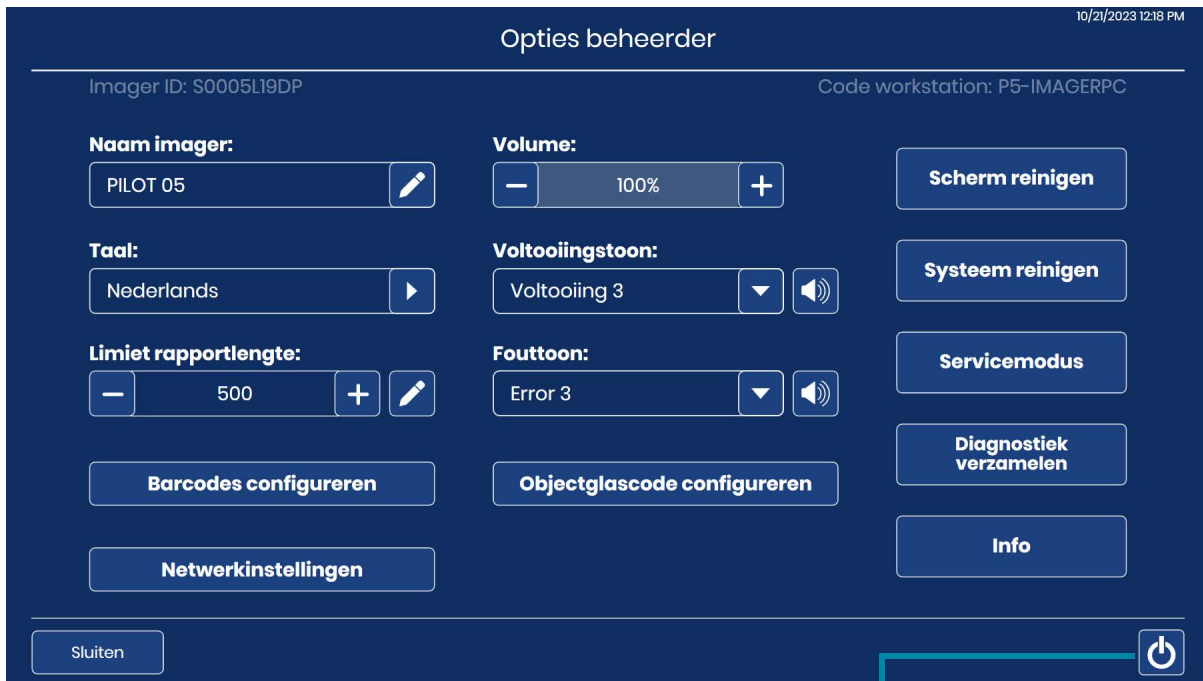 10/21/2023 12:18 PM
Opties beheerder
Imager ID: S0005L19DP
Code workstation: P5-IMAGERPC
Naam imager:
PILOT 05
Volume:
100%
Scherm reinigen
Taal:
Nederlands
Voltooiingstoon:
Voltooiing 3
Systeem reinigen
Limiet rapportlengte:
500
Fouttoon:
Error 3
Servicemodus
Barcodes configureren
Objectglascode configureren
Diagnostiek
verzamelen
Netwerkinstellingen
Info
Sluiten